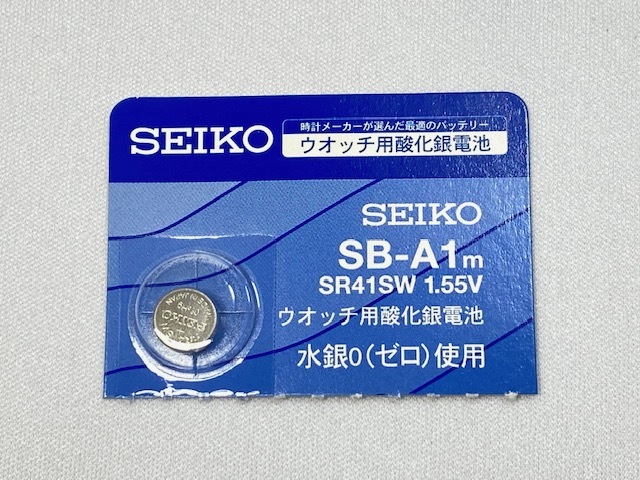 SEIKO
時計メーカーが選んだ最適のバッテリー
ウオッチ用酸化銀電池
SEIKO
SB-A1m
SR41SW 1.55V
ウオッチ用酸化銀電池
水銀0(ゼロ)使用